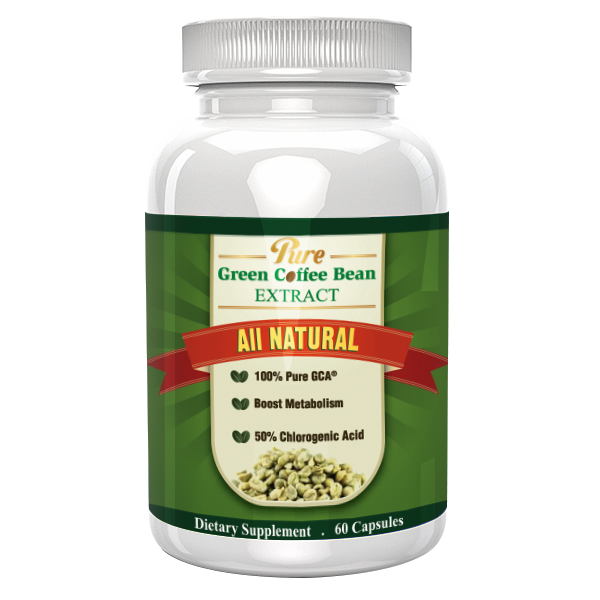 Pure
Green Coffee Bean
EXTRACT
All NATURAL
100% Pure GCA®
Boost Metabolism
50% Chlorogenic Acid
Dietary Supplement . 60 Capsules